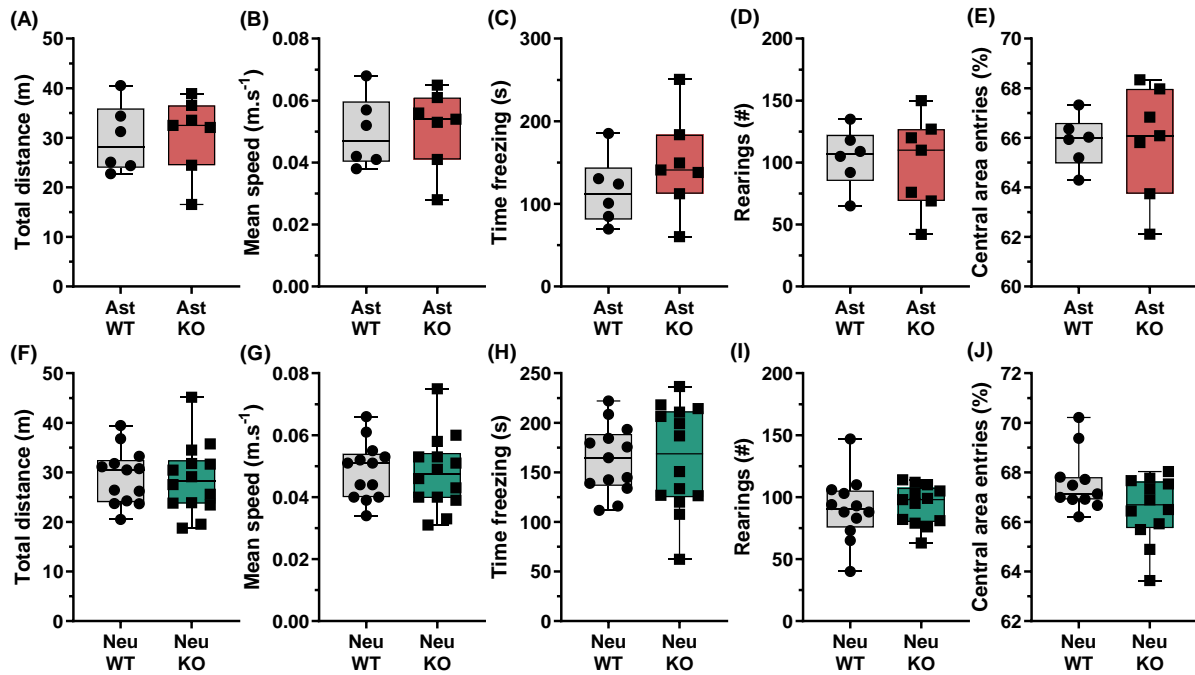 (A)
Total distance (m)
50
40
30
20
10
0
Ast
WT
Ast
KO
(B)
Mean speed (m.s⁻¹)
0.08
0.06
0.04
0.02
0.00
Ast
WT
Ast
KO
(C)
Time freezing (s)
300
200
100
0
Ast
WT
Ast
KO
(D)
Rearings (#)
200
150
100
50
0
Ast
WT
Ast
KO
(E)
Central area entries (%)
70
68
66
64
62
60
Ast
WT
Ast
KO
(F)
Total distance (m)
50
40
30
20
10
0
Neu
WT
Neu
KO
(G)
Mean speed (m.s⁻¹)
0.08
0.06
0.04
0.02
0.00
Neu
WT
Neu
KO
(H)
Time freezing (s)
250
200
150
100
50
0
Neu
WT
Neu
KO
(I)
Rearings (#)
200
150
100
50
0
Neu
WT
Neu
KO
(J)
Central area entries (%)
72
70
68
66
64
62
Neu
WT
Neu
KO